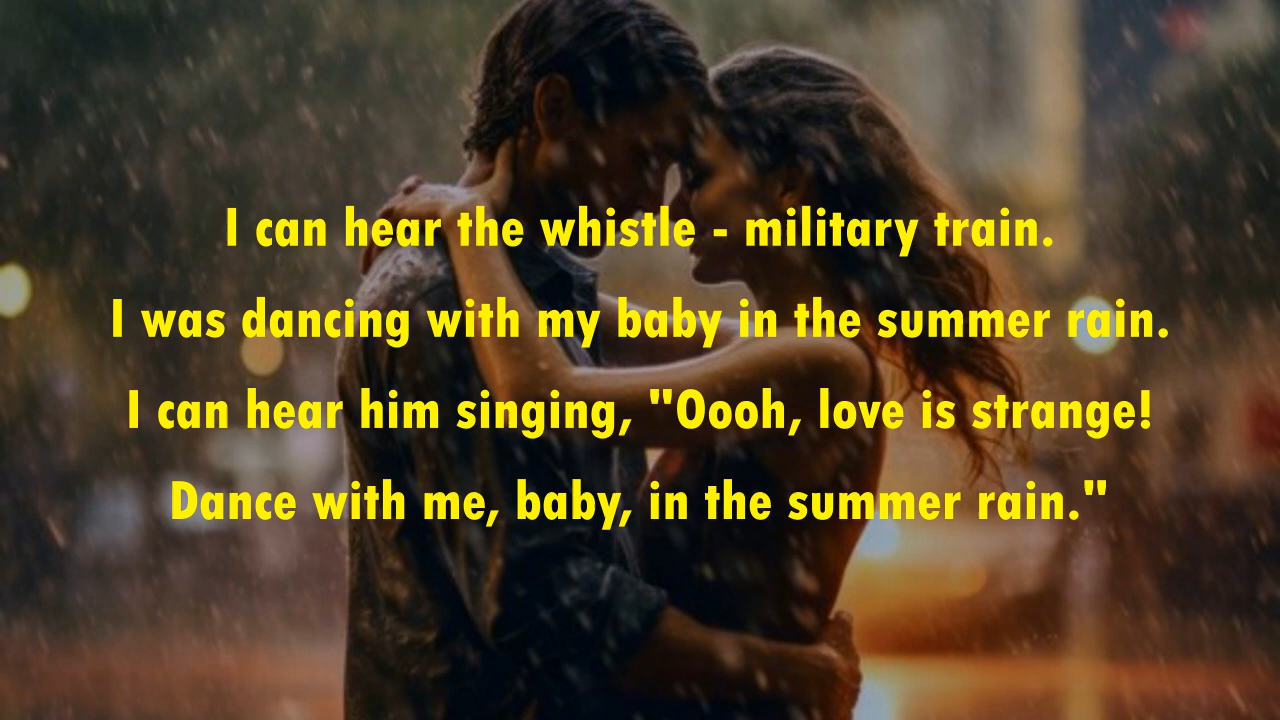 I can hear the whistle - military train.
I was dancing with my baby in the summer rain.
I can hear him singing, "Oooh, love is strange!
Dance with me, baby, in the summer rain."